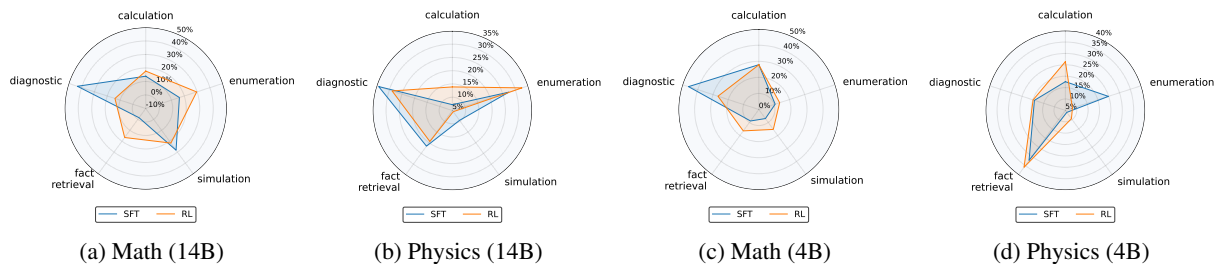 calculation
50%
40%
30%
20%
10%
0%
-10%
diagnostic
enumeration
fact
retrieval
simulation
SFT RL
(a) Math (14B)
calculation
35%
30%
25%
20%
15%
10%
5%
diagnostic
enumeration
fact
retrieval
simulation
SFT RL
(b) Physics (14B)
calculation
50%
40%
30%
20%
10%
0%
diagnostic
enumeration
fact
retrieval
simulation
SFT RL
(c) Math (4B)
calculation
40%
35%
30%
25%
20%
15%
10%
5%
diagnostic
enumeration
fact
retrieval
simulation
SFT RL
(d) Physics (4B)